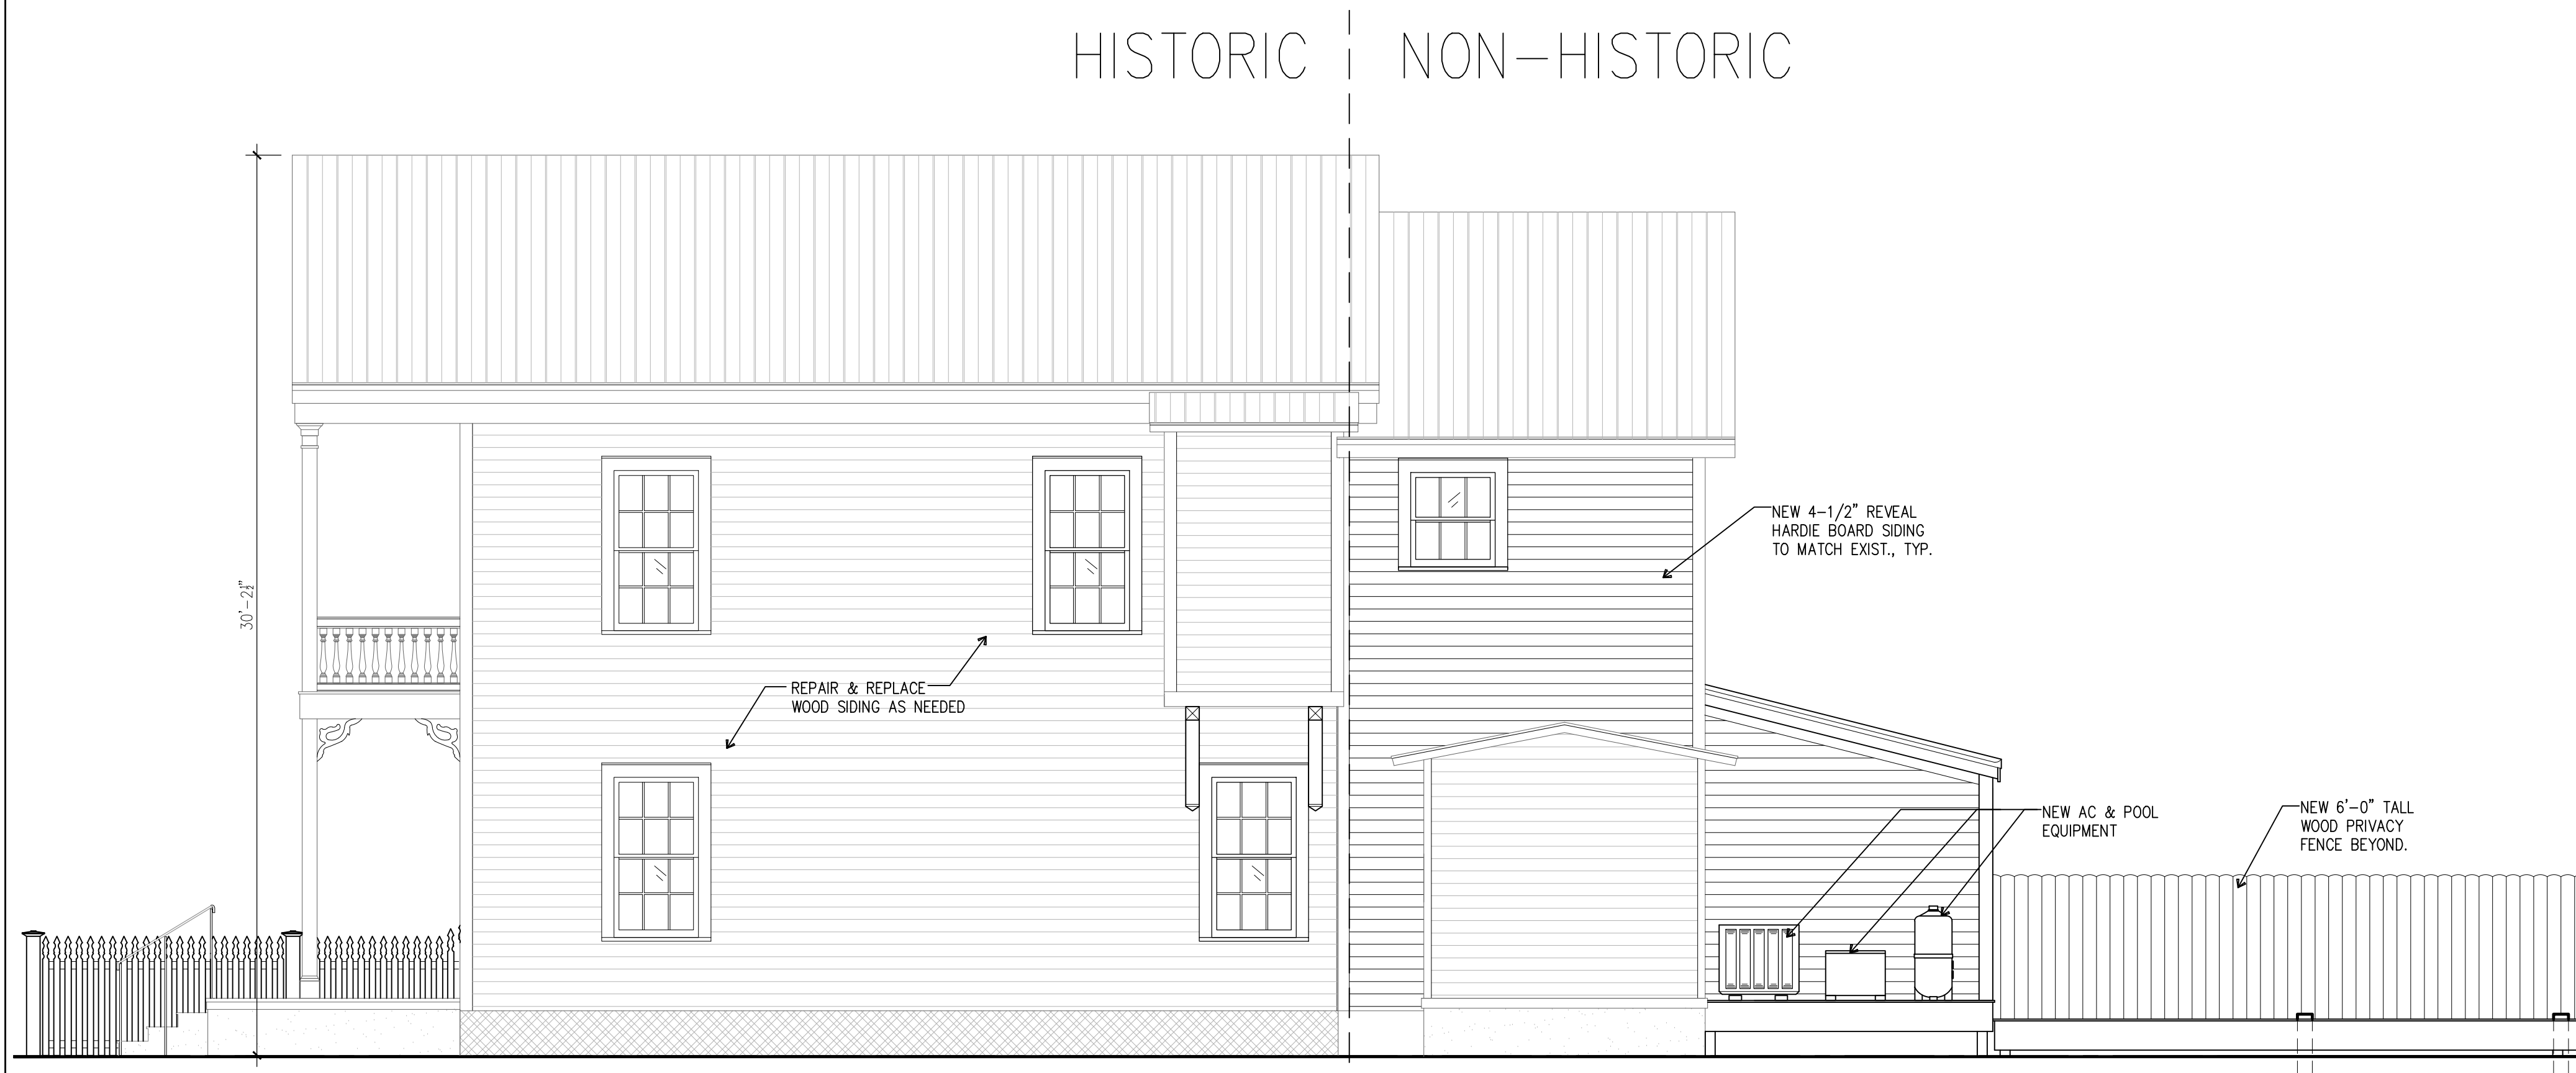 HISTORIC
NON-HISTORIC
NEW 4-1/2" REVEAL
HARDIE BOARD SIDING
TO MATCH EXIST., TYP.
30'-2½"
REPAIR & REPLACE
WOOD SIDING AS NEEDED
NEW AC & POOL
EQUIPMENT
NEW 6'-0" TALL
WOOD PRIVACY
FENCE BEYOND.